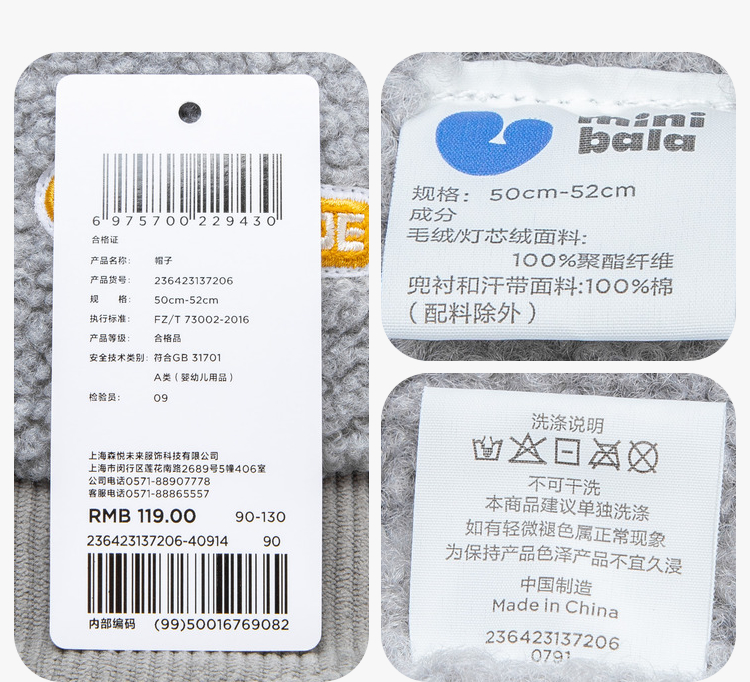 6 975700 229430
合格证
产品名称： 帽子
产品货号： 236423137206
规 格： 50cm-52cm
执行标准： FZ/T 73002-2016
产品等级： 合格品
安全技术类别： 符合GB 31701
A类（婴幼儿用品）
检验员： 09
上海森悦未来服饰科技有限公司
上海市闵行区莲花南路2689号5幢406室
公司电话0571-88907778
客服电话0571-88865557
RMB 119.00 90-130
236423137206-40914 90
内部编码 (99)50016769082
DE
mini
bala
规格： 50cm-52cm
成分
毛绒/灯芯绒面料：
100%聚酯纤维
兜衬和汗带面料:100%棉
（配料除外）
洗涤说明
不可干洗
本商品建议单独洗涤
如有轻微褪色属正常现象
为保持产品色泽产品不宜久浸
中国制造
Made in China
236423137206
0791